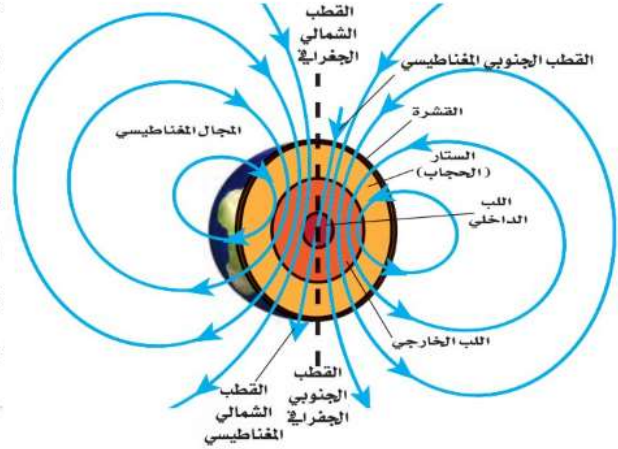 القطب
الشمالي
الجغرافي
القطب الجنوبي المغناطيسي
القشرة
المجال المغناطيسي
الستار
(الحجاب)
اللب
الداخلي
اللب الخارجي
القطب
الجنوبي
الجغرافي
القطب
الشمالي
المغناطيسي